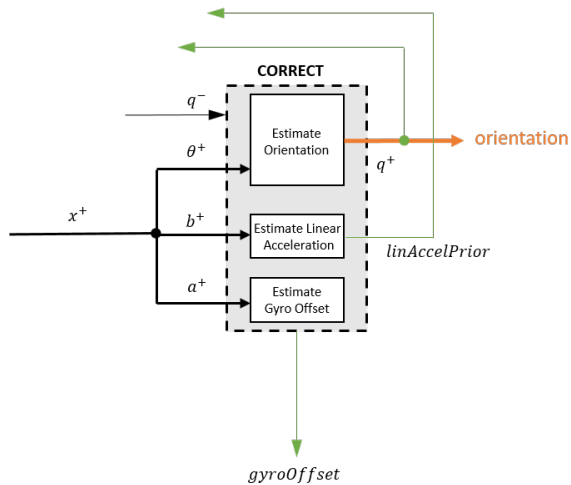 CORRECT
q⁻
Estimate
Orientation
orientation
θ⁺
q⁺
x⁺
b⁺
Estimate Linear
Acceleration
linAccelPrior
a⁺
Estimate
Gyro Offset
gyroOffset